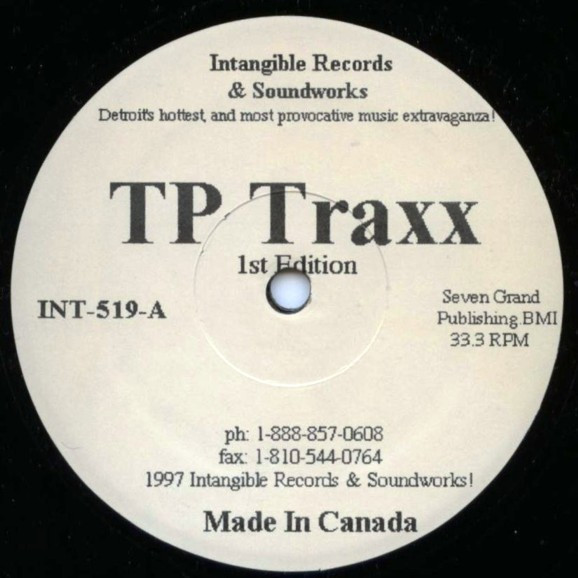 Intangible Records
& Soundworks
Detroit's hottest, and most provocative music extravaganza!
TP Traxx
1st Edition
INT-519-A
Seven Grand
Publishing.BMI
33.3 RPM
ph: 1-888-857-0608
fax: 1-810-544-0764
1997 Intangible Records & Soundworks!
Made In Canada